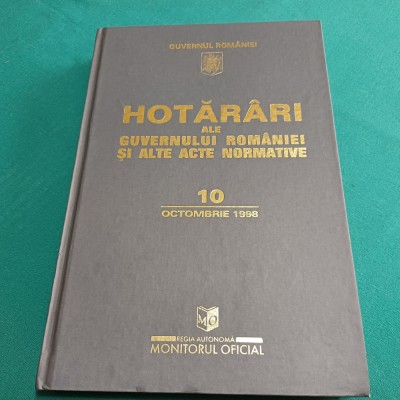 GUVERNUL ROMÂNIEI
HOTĂRÂRI
ALE
GUVERNULUI ROMÂNIEI
ȘI ALTE ACTE NORMATIVE
10
OCTOMBRIE 1998
MO
REGIA AUTONOMĂ
MONITORUL OFICIAL